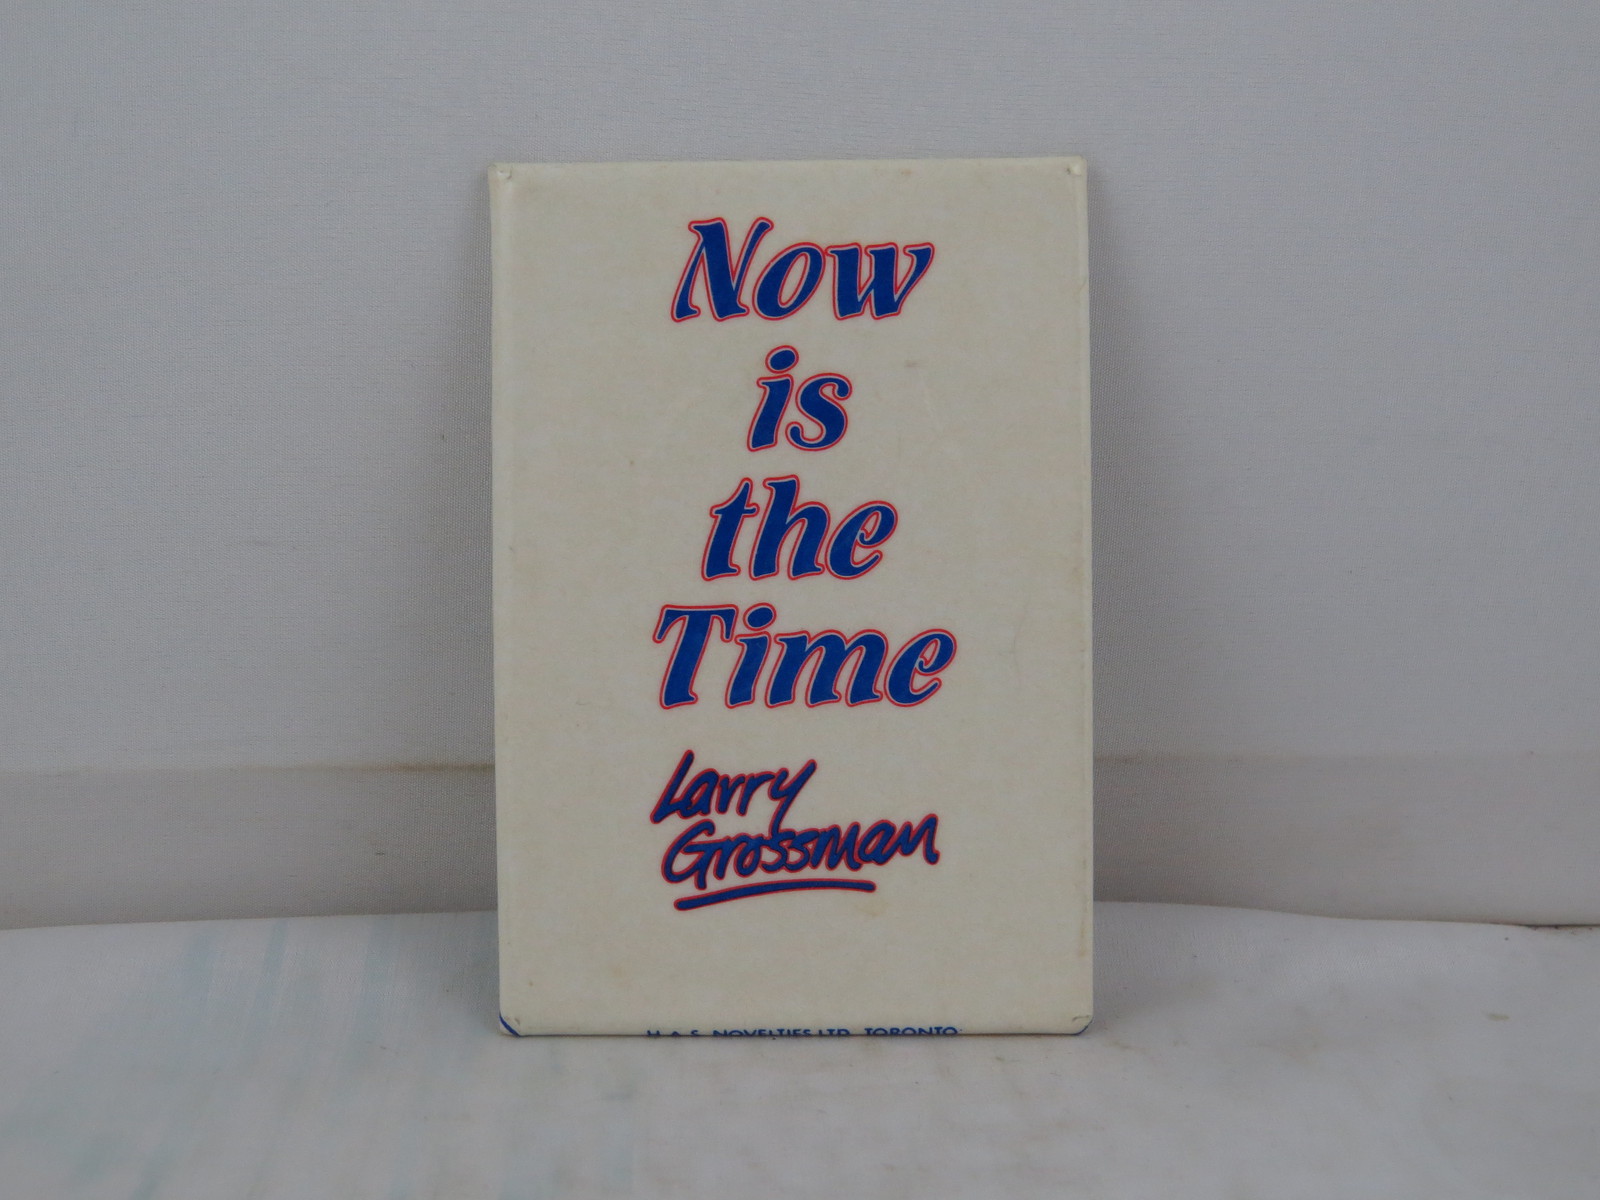 Now
is
the
Time
Larry
Grossman
H.A.S. NOVELTIES LTD. TORONTO